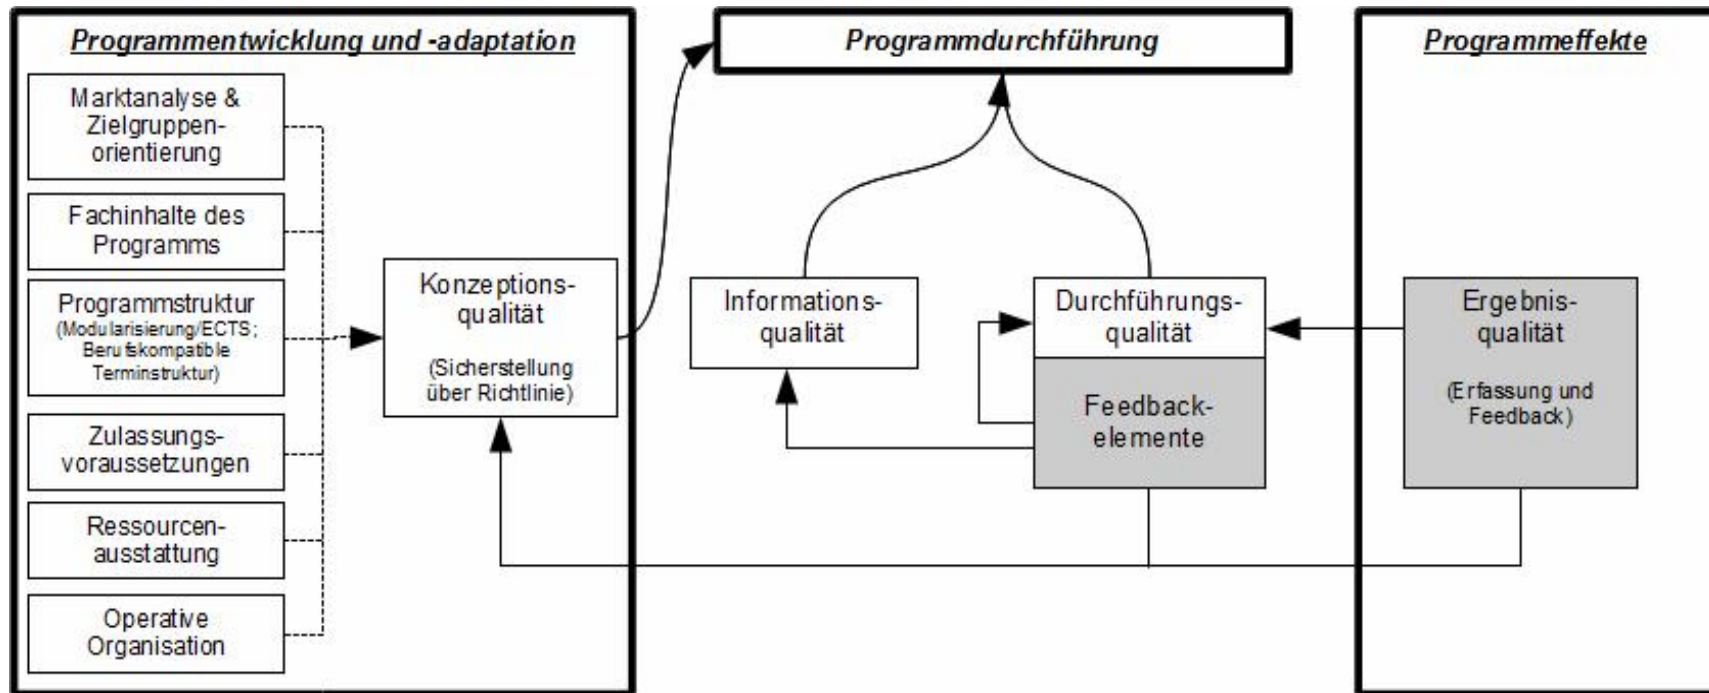 Programmentwicklung und -adaptation
Marktanalyse &
Zielgruppen-
orientierung
Fachinhalte des
Programms
Programmstruktur
(Modularisierung/ECTS;
Berufskompatible
Terminstruktur)
Zulassungs-
voraussetzungen
Ressourcen-
ausstattung
Operative
Organisation
Konzeptions-
qualität
(Sicherstellung
über Richtlinie)
Programmdurchführung
Informations-
qualität
Durchführungs-
qualität
Feedback-
elemente
Programmeffekte
Ergebnis-
qualität
(Erfassung und
Feedback)